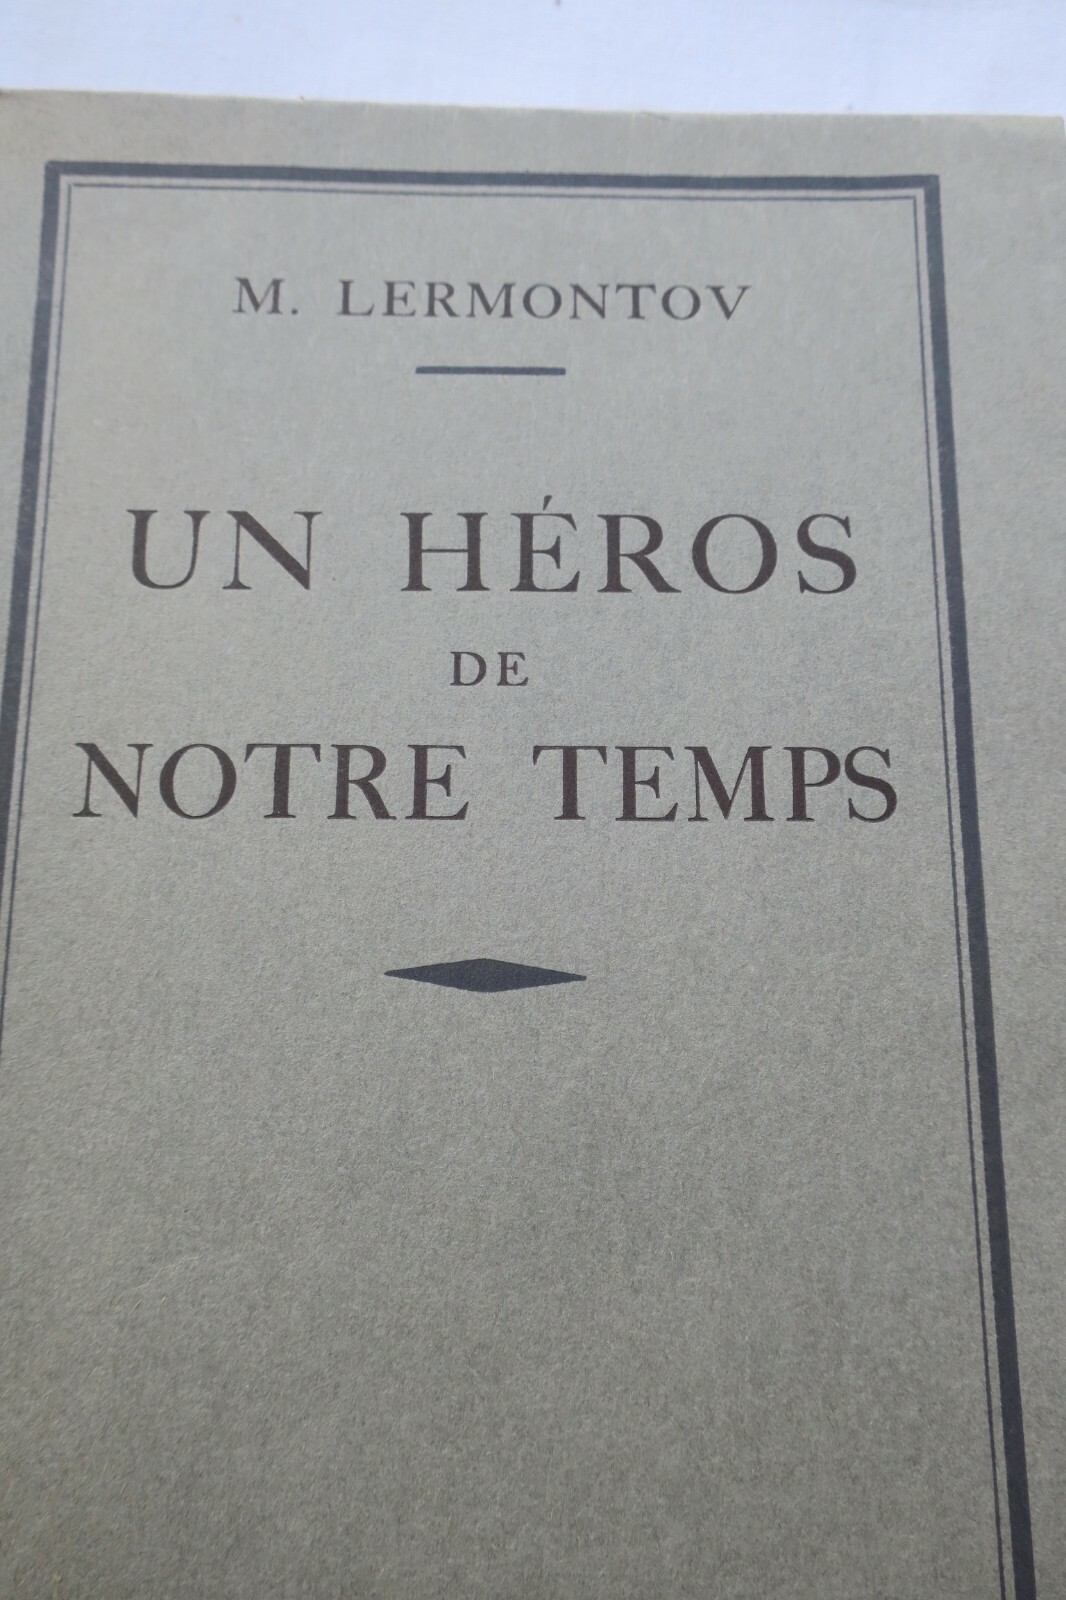 M. LERMONTOV
UN HÉROS
DE
NOTRE TEMPS